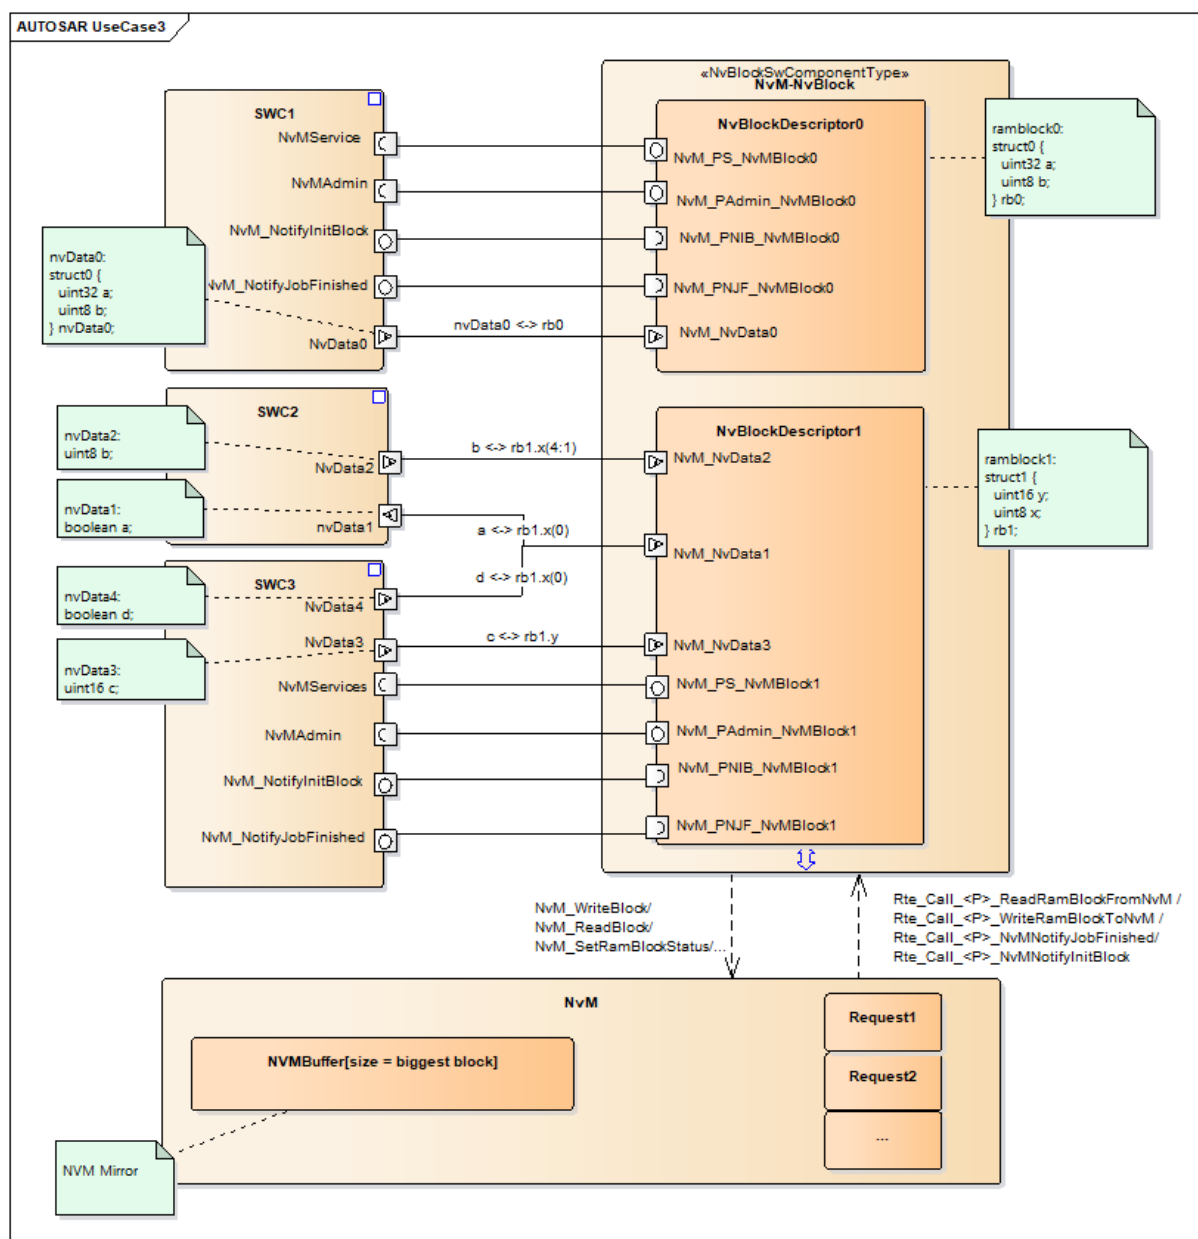 AUTOSAR UseCase3
«NvBlockSwComponentType»
NvM-NvBlock
SWC1
NvMService
NvMAdmin
NvM_NotifyInitBlock
NvM_NotifyJobFinished
NvData0
nvData0:
struct0 {
uint32 a;
uint8 b;
} nvData0;
nvData0 <-> rb0
NvBlockDescriptor0
NvM_PS_NvMBlock0
NvM_PAdmin_NvMBlock0
NvM_PNIB_NvMBlock0
NvM_PNJF_NvMBlock0
NvM_NvData0
ramblock0:
struct0 {
uint32 a;
uint8 b;
} rb0;
SWC2
NvData2
nvData1
nvData2:
uint8 b;
nvData1:
boolean a;
b <-> rb1.x(4:1)
a <-> rb1.x(0)
d <-> rb1.x(0)
c <-> rb1.y
SWC3
NvData4
NvData3
NvMServices
NvMAdmin
NvM_NotifyInitBlock
NvM_NotifyJobFinished
nvData4:
boolean d;
nvData3:
uint16 c;
NvBlockDescriptor1
NvM_NvData2
NvM_NvData1
NvM_NvData3
NvM_PS_NvMBlock1
NvM_PAdmin_NvMBlock1
NvM_PNIB_NvMBlock1
NvM_PNJF_NvMBlock1
ramblock1:
struct1 {
uint16 y;
uint8 x;
} rb1;
NvM_WriteBlock/
NvM_ReadBlock/
NvM_SetRamBlockStatus/...
Rte_Call_<P>_ReadRamBlockFromNvM /
Rte_Call_<P>_WriteRamBlockToNvM /
Rte_Call_<P>_NvMNotifyJobFinished/
Rte_Call_<P>_NvMNotifyInitBlock
NvM
NVMBuffer[size = biggest block]
Request1
Request2
...
NVM Mirror